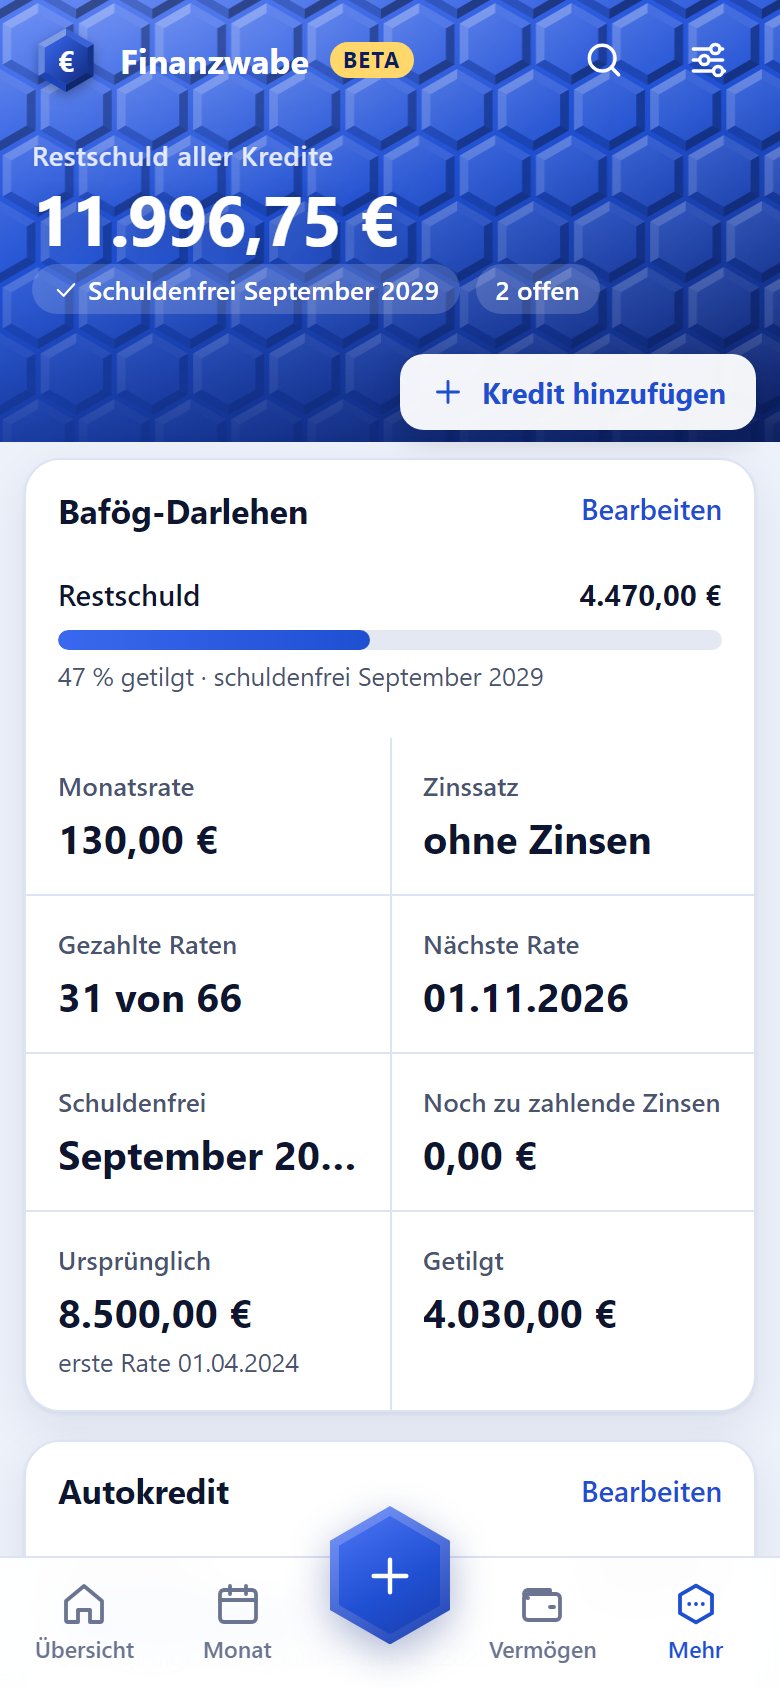 € Finanzwabe BETA
Restschuld aller Kredite
11.996,75 €
Schuldenfrei September 2029 2 offen
Kredit hinzufügen
Bafög-Darlehen Bearbeiten
Restschuld 4.470,00 €
47 % getilgt · schuldenfrei September 2029
Monatsrate Zinssatz
130,00 € ohne Zinsen
Gezahlte Raten Nächste Rate
31 von 66 01.11.2026
Schuldenfrei Noch zu zahlende Zinsen
September 20... 0,00 €
Ursprünglich Getilgt
8.500,00 € 4.030,00 €
erste Rate 01.04.2024
Autokredit Bearbeiten
Übersicht Monat Vermögen Mehr